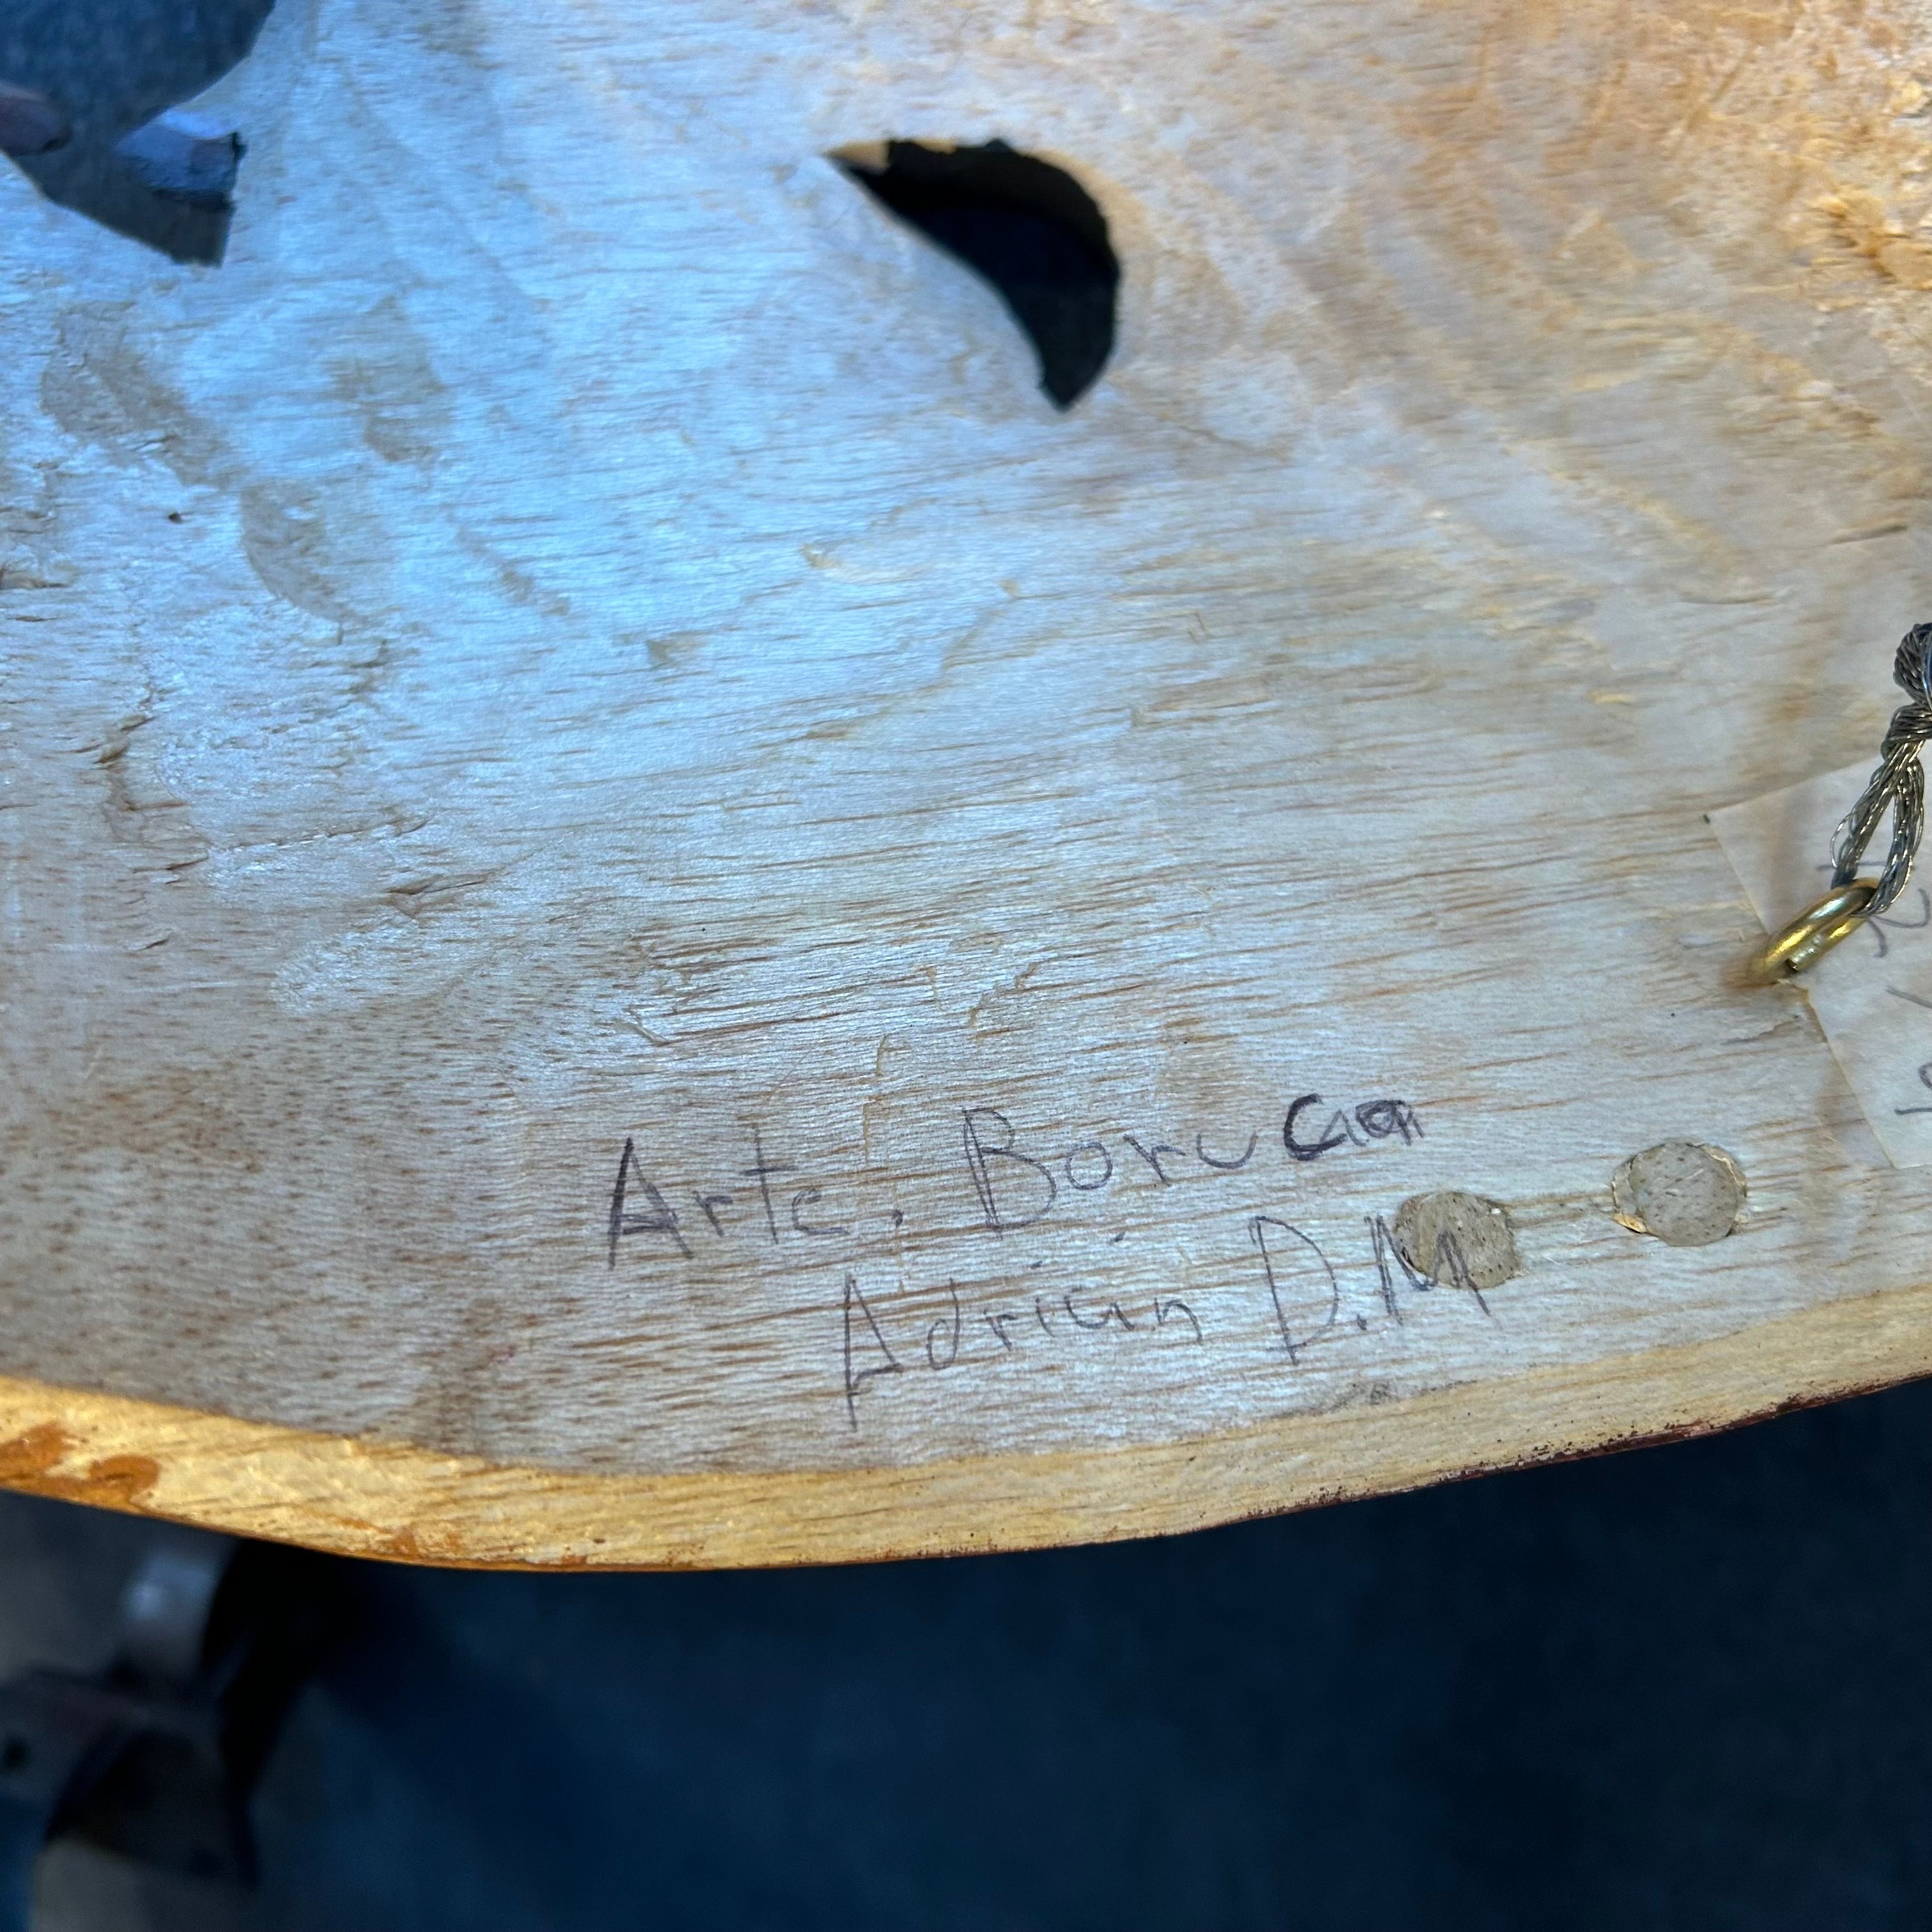 Arte. Boruca
Adrian D.M